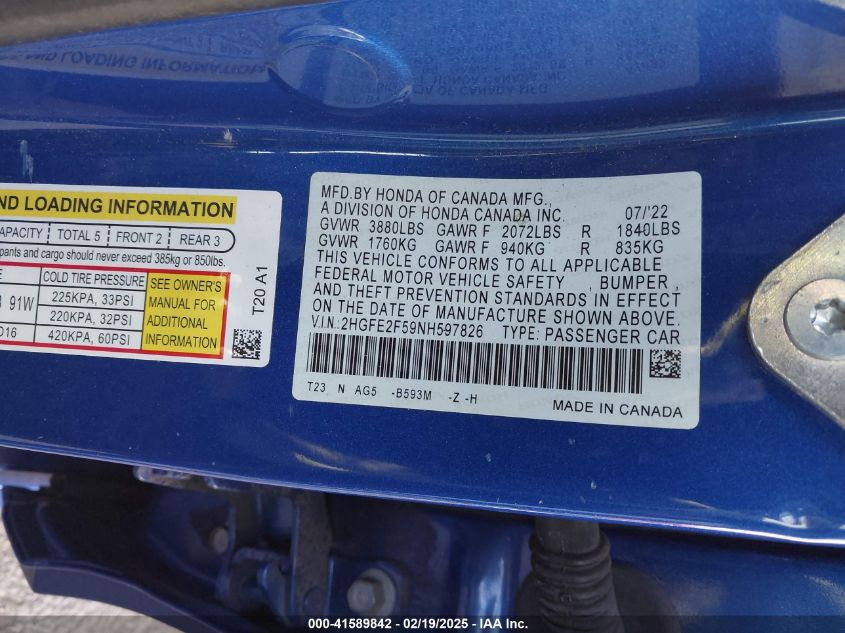 ND LOADING INFORMATION
APACITY TOTAL 5 FRONT 2 REAR 3
pants and cargo should never exceed 385kg or 850lbs.
E COLD TIRE PRESSURE SEE OWNER'S MANUAL FOR ADDITIONAL INFORMATION
91W 225KPA, 33PSI
220KPA, 32PSI
D16 420KPA, 60PSI
T20 A1
MFD.BY HONDA OF CANADA MFG.,
A DIVISION OF HONDA CANADA INC. 07/'22
GVWR 3880LBS GAWR F 2072LBS R 1840LBS
GVWR 1760KG GAWR F 940KG R 835KG
THIS VEHICLE CONFORMS TO ALL APPLICABLE
FEDERAL MOTOR VEHICLE SAFETY , BUMPER ,
AND THEFT PREVENTION STANDARDS IN EFFECT
ON THE DATE OF MANUFACTURE SHOWN ABOVE.
V.I.N:2HGFE2F59NH597826 TYPE: PASSENGER CAR
T23 N AG5 -B593M -Z -H
MADE IN CANADA
000-41589842 - 02/19/2025 - IAAI.com